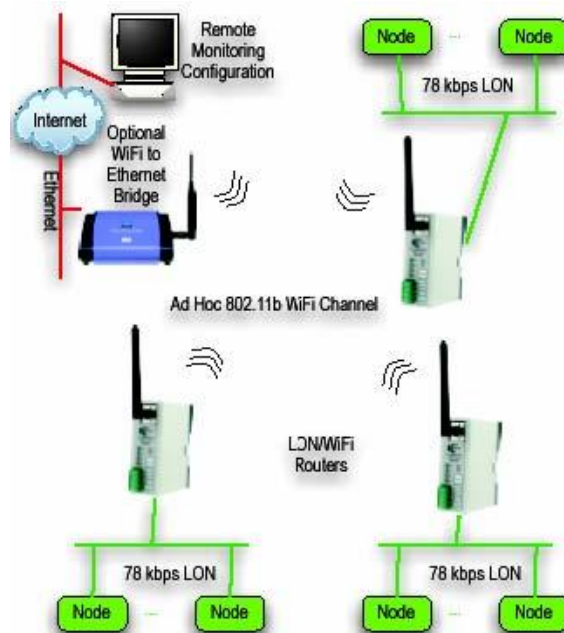 Remote
Monitoring
Configuration
Node ... Node
78 kbps LON
Internet
Optional
WiFi to
Ethernet
Bridge
Ethernet
Ad Hoc 802.11b WiFi Channel
LON/WiFi
Routers
78 kbps LON
Node ... Node
78 kbps LON
Node ... Node